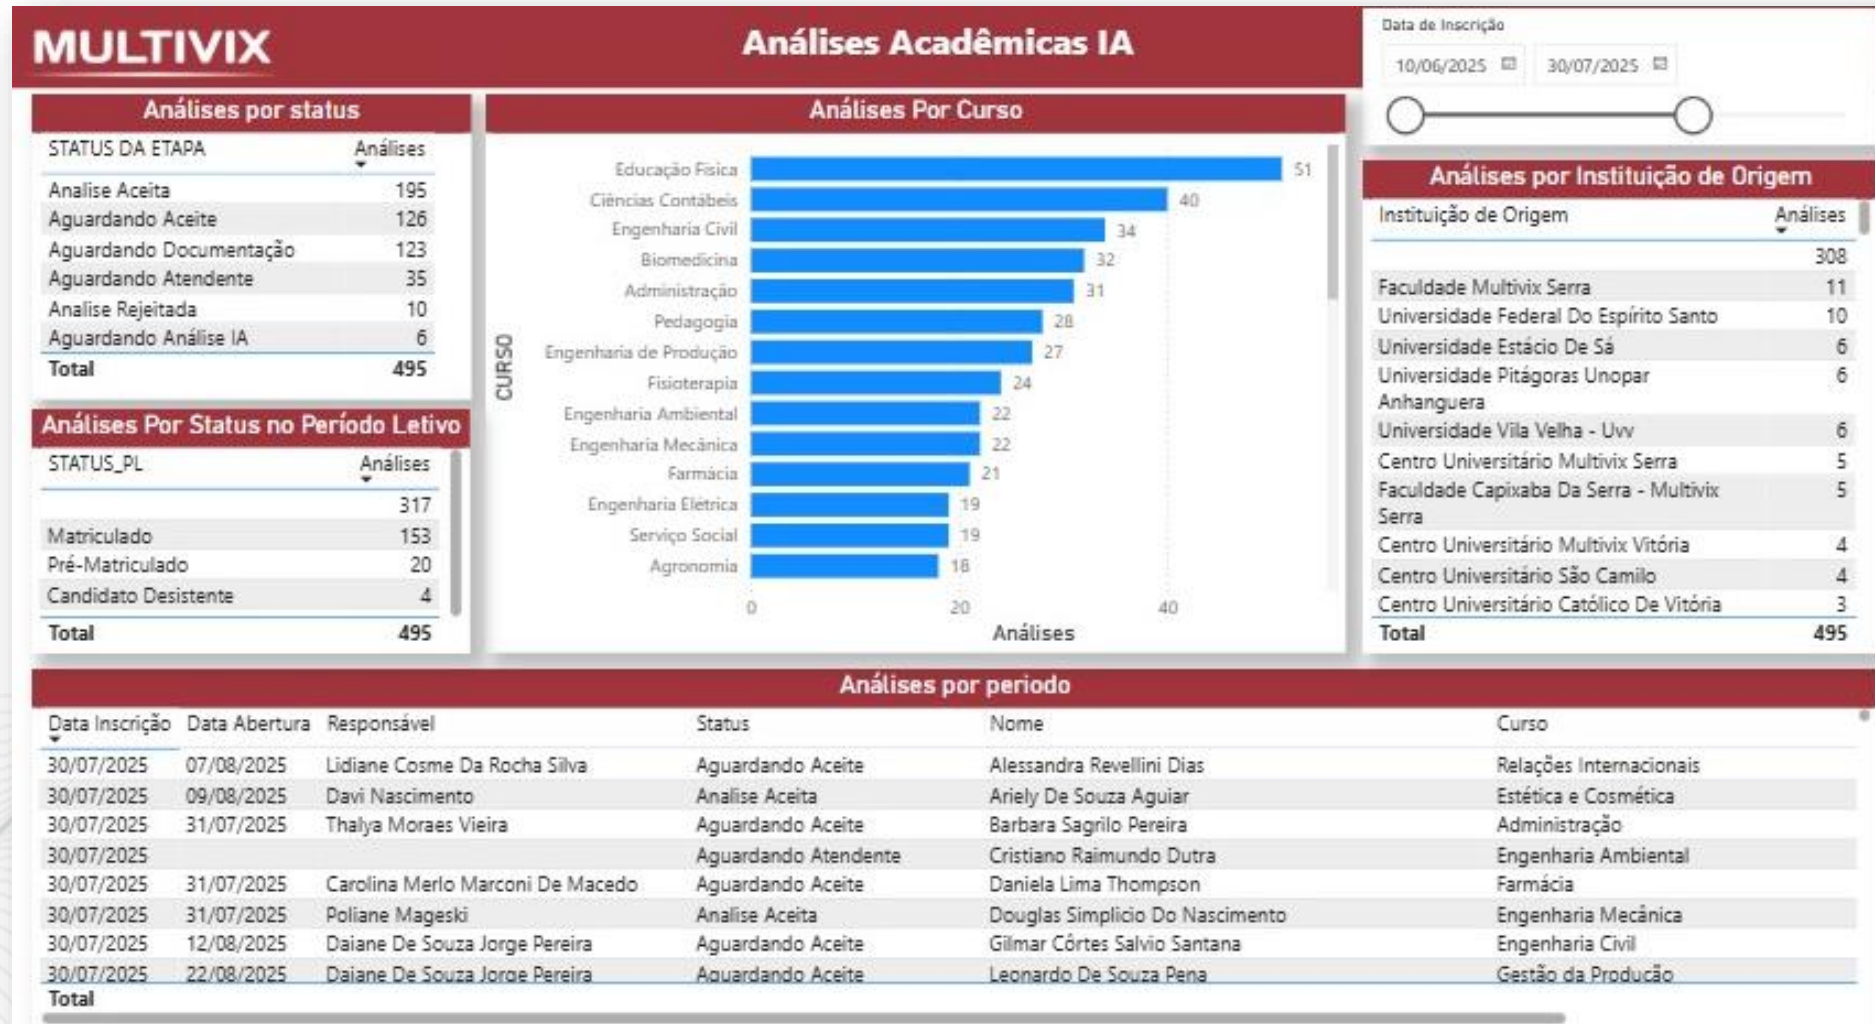 MULTIVIX
Análises Acadêmicas IA
Data de Inscrição
10/06/2025 30/07/2025
Análises por status
STATUS DA ETAPA Análises
Analise Aceita 195
Aguardando Aceite 126
Aguardando Documentação 123
Aguardando Atendente 35
Analise Rejeitada 10
Aguardando Análise IA 6
Total 495
Análises Por Status no Período Letivo
STATUS_PL Análises
317
Matriculado 153
Pré-Matriculado 20
Candidato Desistente 4
Total 495
Análises Por Curso
CURSO
Educação Fisica 51
Ciências Contábeis 40
Engenharia Civil 34
Biomedicina 32
Administração 31
Pedagogia 28
Engenharia de Produção 27
Fisioterapia 24
Engenharia Ambiental 22
Engenharia Mecânica 22
Farmácia 21
Engenharia Elétrica 19
Serviço Social 19
Agronomia 18
0 20 40
Análises
Análises por Instituição de Origem
Instituição de Origem Análises
308
Faculdade Multivix Serra 11
Universidade Federal Do Espírito Santo 10
Universidade Estácio De Sá 6
Universidade Pitágoras Unopar 6
Anhanguera
Universidade Vila Velha - Uvv 6
Centro Universitário Multivix Serra 5
Faculdade Capixaba Da Serra - Multivix 5
Serra
Centro Universitário Multivix Vitória 4
Centro Universitário São Camilo 4
Centro Universitário Católico De Vitória 3
Total 495
Análises por periodo
Data Inscrição Data Abertura Responsável Status Nome Curso
30/07/2025 07/08/2025 Lidiane Cosme Da Rocha Silva Aguardando Aceite Alessandra Revellini Dias Relações Internacionais
30/07/2025 09/08/2025 Davi Nascimento Analise Aceita Ariely De Souza Aguiar Estética e Cosmética
30/07/2025 31/07/2025 Thalya Moraes Vieira Aguardando Aceite Barbara Sagrilo Pereira Administração
30/07/2025 Aguardando Atendente Cristiano Raimundo Dutra Engenharia Ambiental
30/07/2025 31/07/2025 Carolina Merlo Marconi De Macedo Aguardando Aceite Daniela Lima Thompson Farmácia
30/07/2025 31/07/2025 Poliane Mageski Analise Aceita Douglas Simplicio Do Nascimento Engenharia Mecânica
30/07/2025 12/08/2025 Daiane De Souza Jorge Pereira Aguardando Aceite Gilmar Côrtes Salvio Santana Engenharia Civil
30/07/2025 22/08/2025 Daiane De Souza Jorge Pereira Aguardando Aceite Leonardo De Souza Pena Gestão da Produção
Total